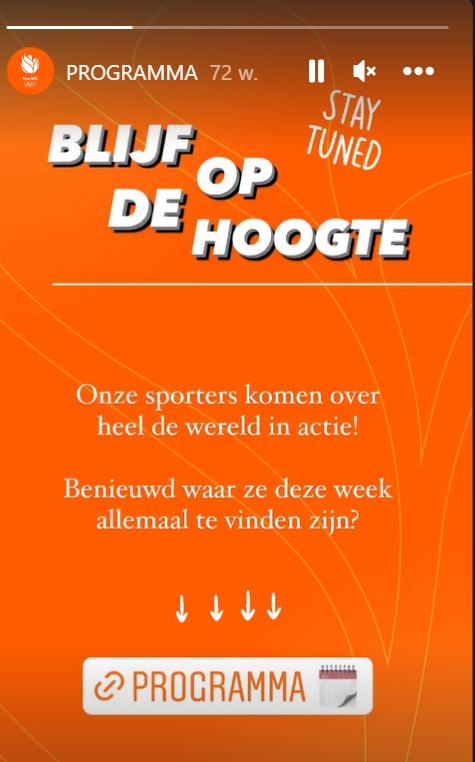 PROGRAMMA 72 w.
STAY
TUNED
BLIJF OP
DE HOOGTE
Onze sporters komen over
heel de wereld in actie!
Benieuwd waar ze deze week
allemaal te vinden zijn?
PROGRAMMA